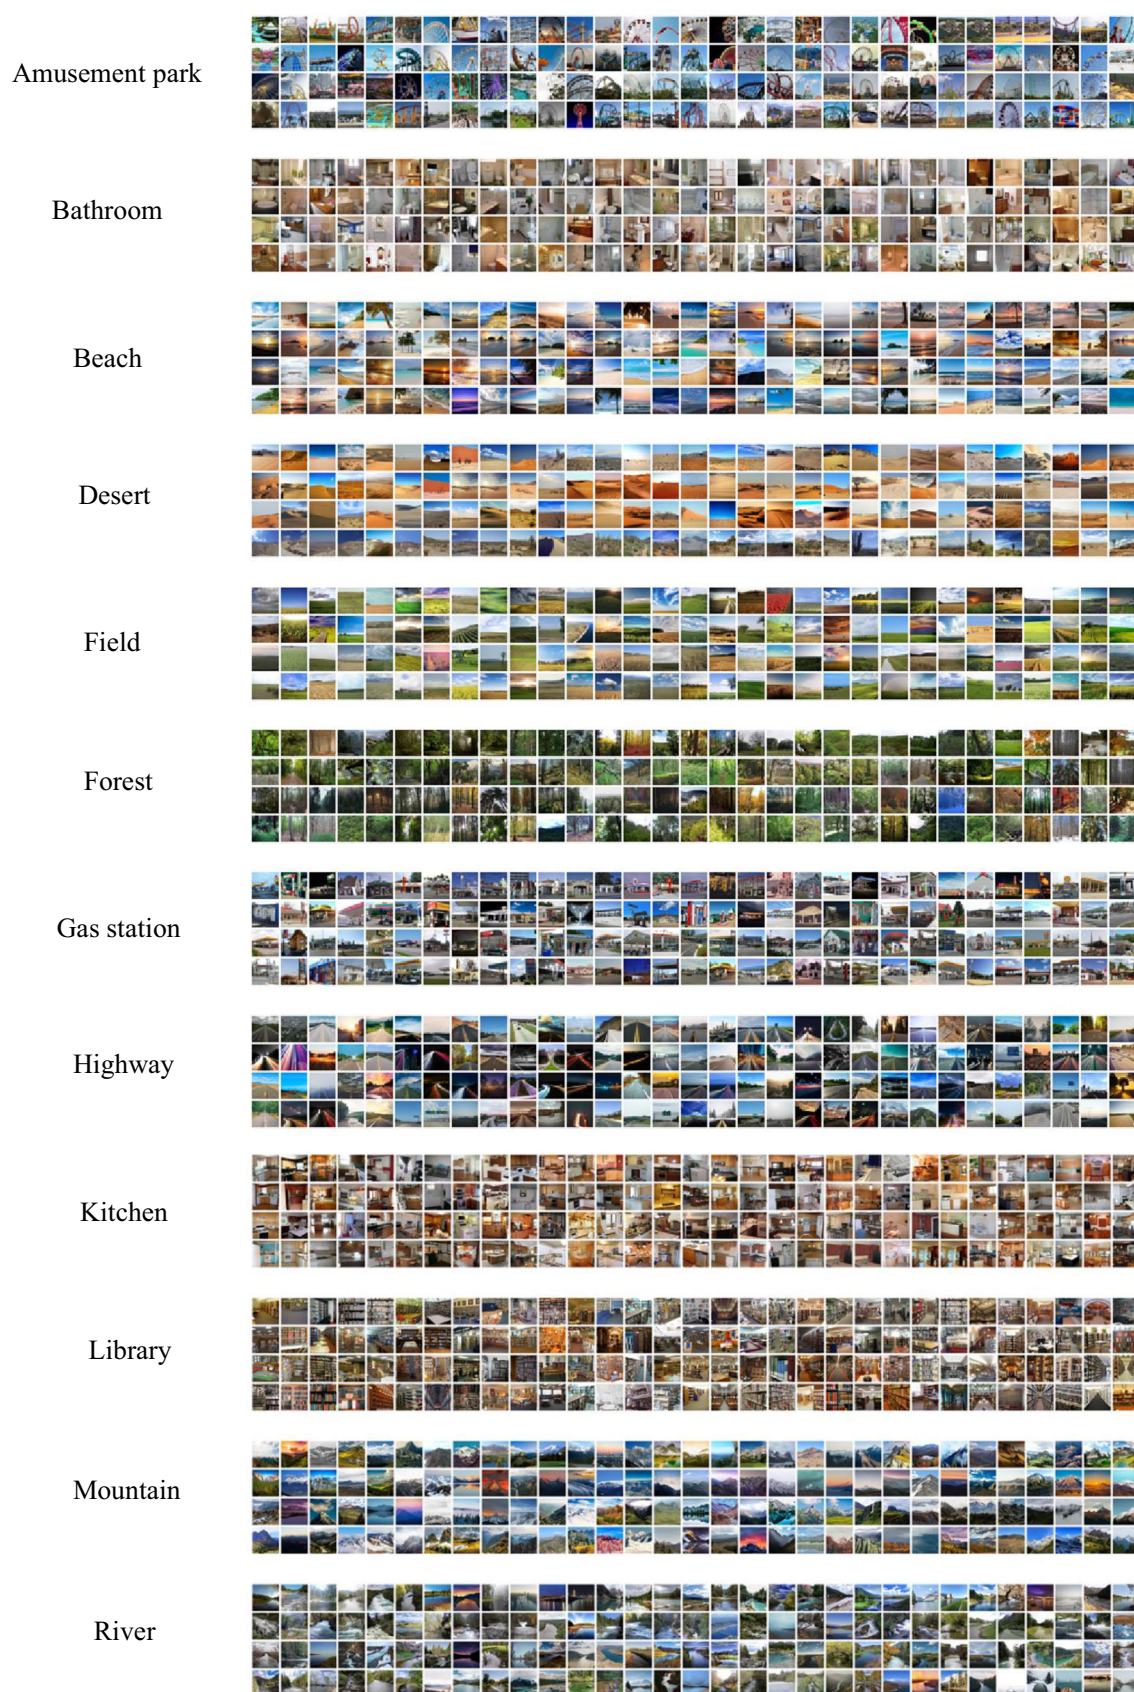 Amusement park
Bathroom
Beach
Desert
Field
Forest
Gas station
Highway
Kitchen
Library
Mountain
River